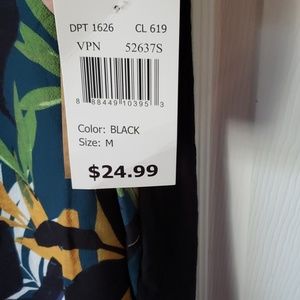 DPT 1626 CL 619
VPN 52637S
8 88449 10395 3
Color: BLACK
Size: M
$24.99